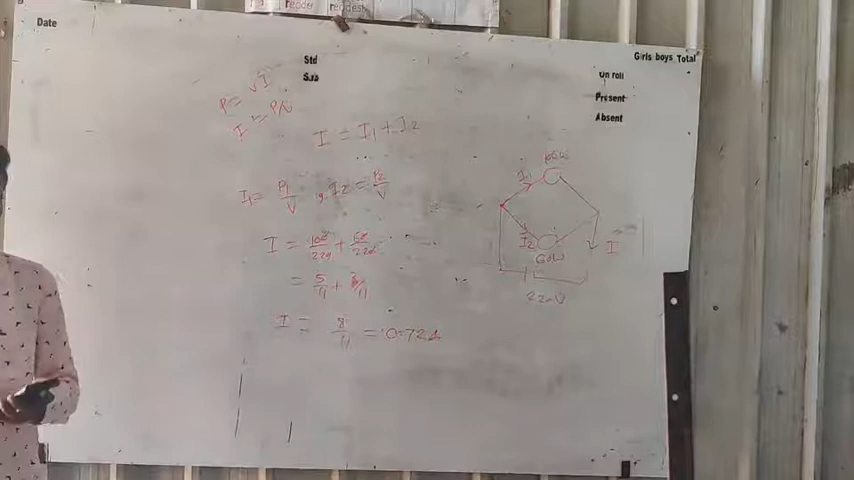 Date
Std
Sub
Girls boys Total
On roll
Present
Absent
P = VI
I = P/V
I = I1 + I2
I1 = P1/V , I2 = P2/V
I = 100/220 + 60/220
= 5/11 + 3/11
I = 8/11 = 0.72A
I1
100W
I2
60W
I
220V